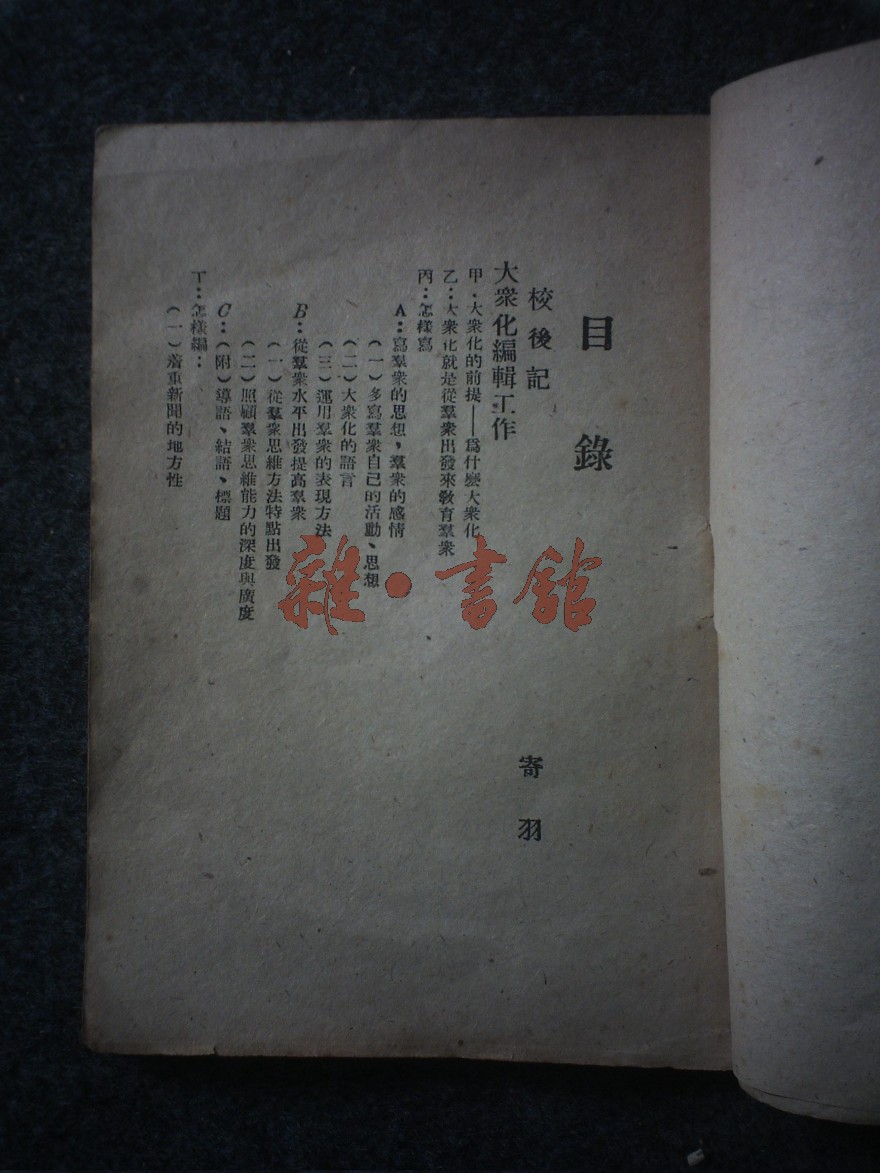 目錄
校後記
寄羽
大衆化編輯工作
甲．大衆化的前提——爲什麽大衆化
乙：大衆化就是從羣衆出發來敎育羣衆
丙：怎樣寫
A：寫羣衆的思想，羣衆的感情
（一）多寫羣衆自己的活動、思想
（二）大衆化的語言
（三）運用羣衆的表現方法
B：從羣衆水平出發提高羣衆
（一）從羣衆思維方法特點出發
（二）照顧羣衆思維能力的深度與廣度
C：（附）導語、結語、標題
丁：怎樣編：
（一）着重新聞的地方性
雜·書館